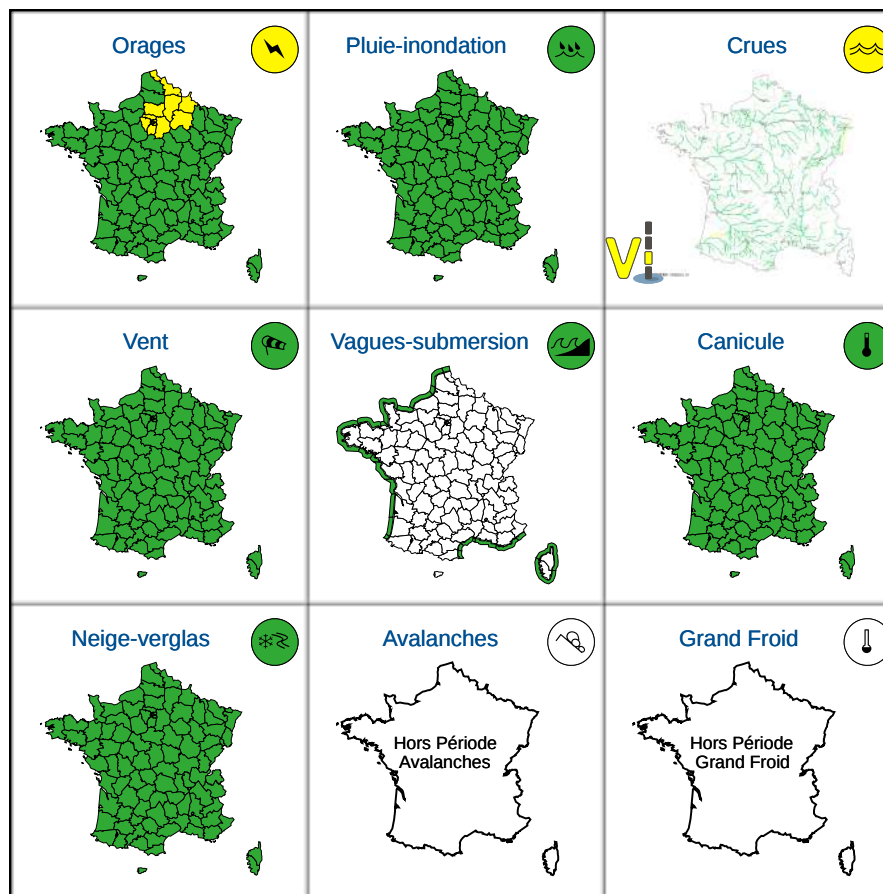 Orages
Pluie-inondation
Crues
Vi
Vent
Vagues-submersion
Canicule
Neige-verglas
Avalanches
Grand Froid
Hors Période
Avalanches
Hors Période
Grand Froid